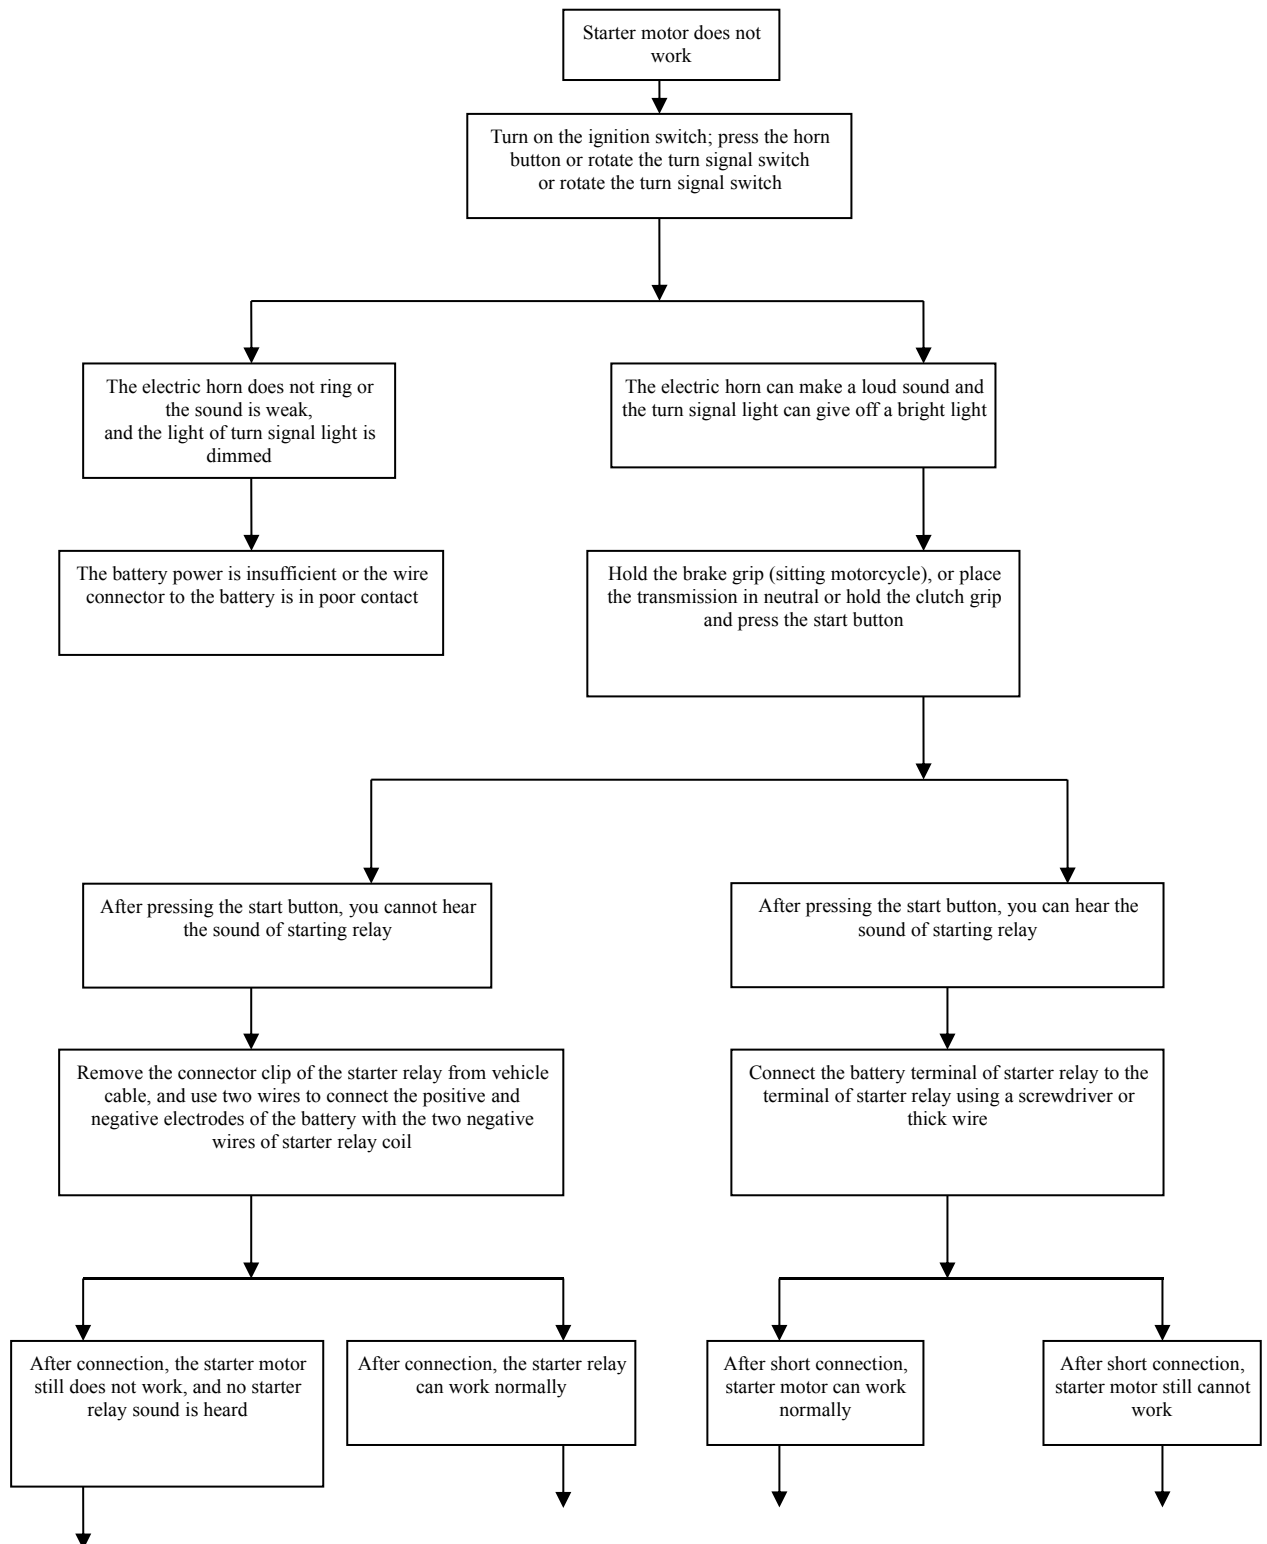 Starter motor does not
work
Turn on the ignition switch; press the horn
button or rotate the turn signal switch
or rotate the turn signal switch
The electric horn does not ring or
the sound is weak,
and the light of turn signal light is
dimmed
The electric horn can make a loud sound and
the turn signal light can give off a bright light
The battery power is insufficient or the wire
connector to the battery is in poor contact
Hold the brake grip (sitting motorcycle), or place
the transmission in neutral or hold the clutch grip
and press the start button
After pressing the start button, you cannot hear
the sound of starting relay
After pressing the start button, you can hear the
sound of starting relay
Remove the connector clip of the starter relay from vehicle
cable, and use two wires to connect the positive and
negative electrodes of the battery with the two negative
wires of starter relay coil
Connect the battery terminal of starter relay to the
terminal of starter relay using a screwdriver or
thick wire
After connection, the starter motor
still does not work, and no starter
relay sound is heard
After connection, the starter relay
can work normally
After short connection,
starter motor can work
normally
After short connection,
starter motor still cannot
work